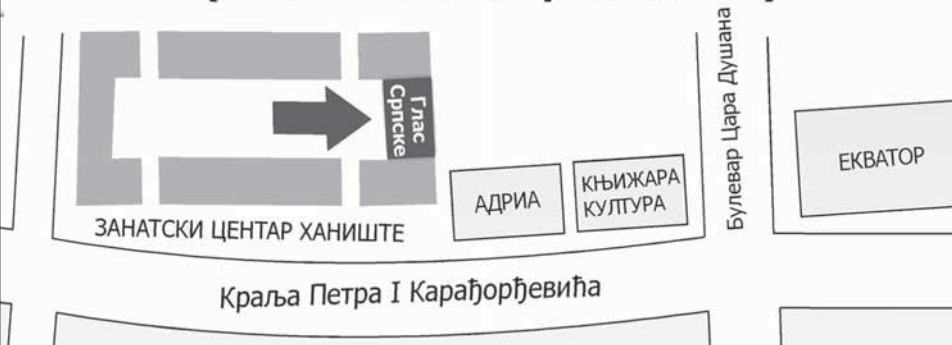 Глас
Српске
Булевар Цара Душана
ЕКВАТОР
АДРИА
КЊИЖАРА
КУЛТУРА
ЗАНАТСКИ ЦЕНТАР ХАНИШТЕ
Краља Петра I Карађорђевића